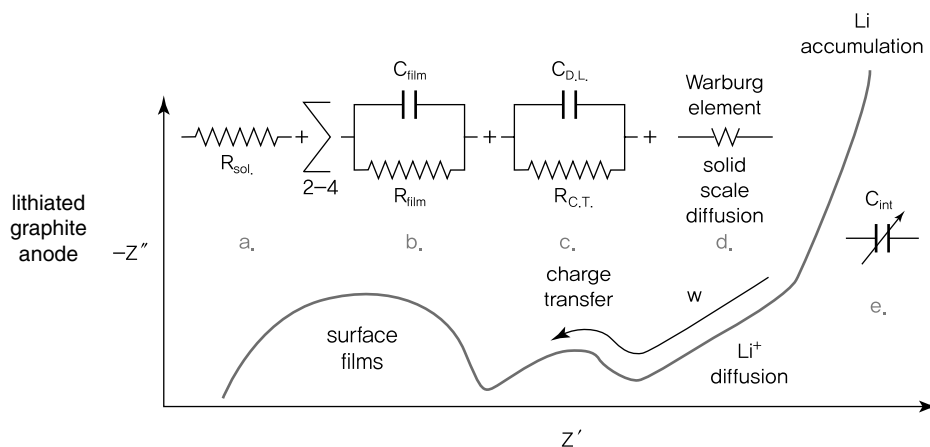 Li
accumulation
C_film
C_D.L.
Warburg
element
+
+
+
R_sol.
2–4
R_film
R_C.T.
solid
scale
diffusion
lithiated
graphite
anode
–Z″
C_int
a.
b.
c.
d.
e.
charge
transfer
w
surface
films
Li⁺
diffusion
Z′